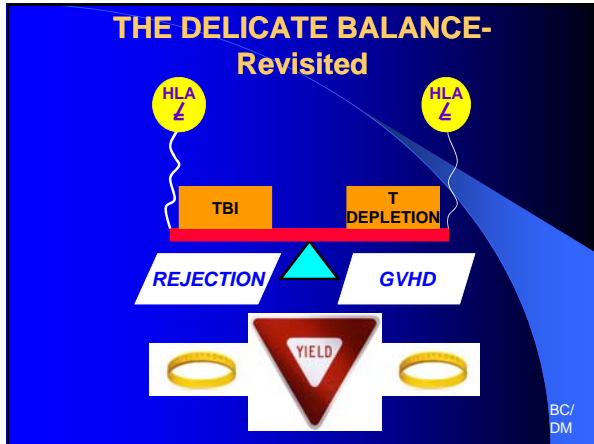 THE DELICATE BALANCE-
Revisited
HLA
≠
HLA
≠
TBI
T
DEPLETION
REJECTION
GVHD
YIELD
BC/
DM